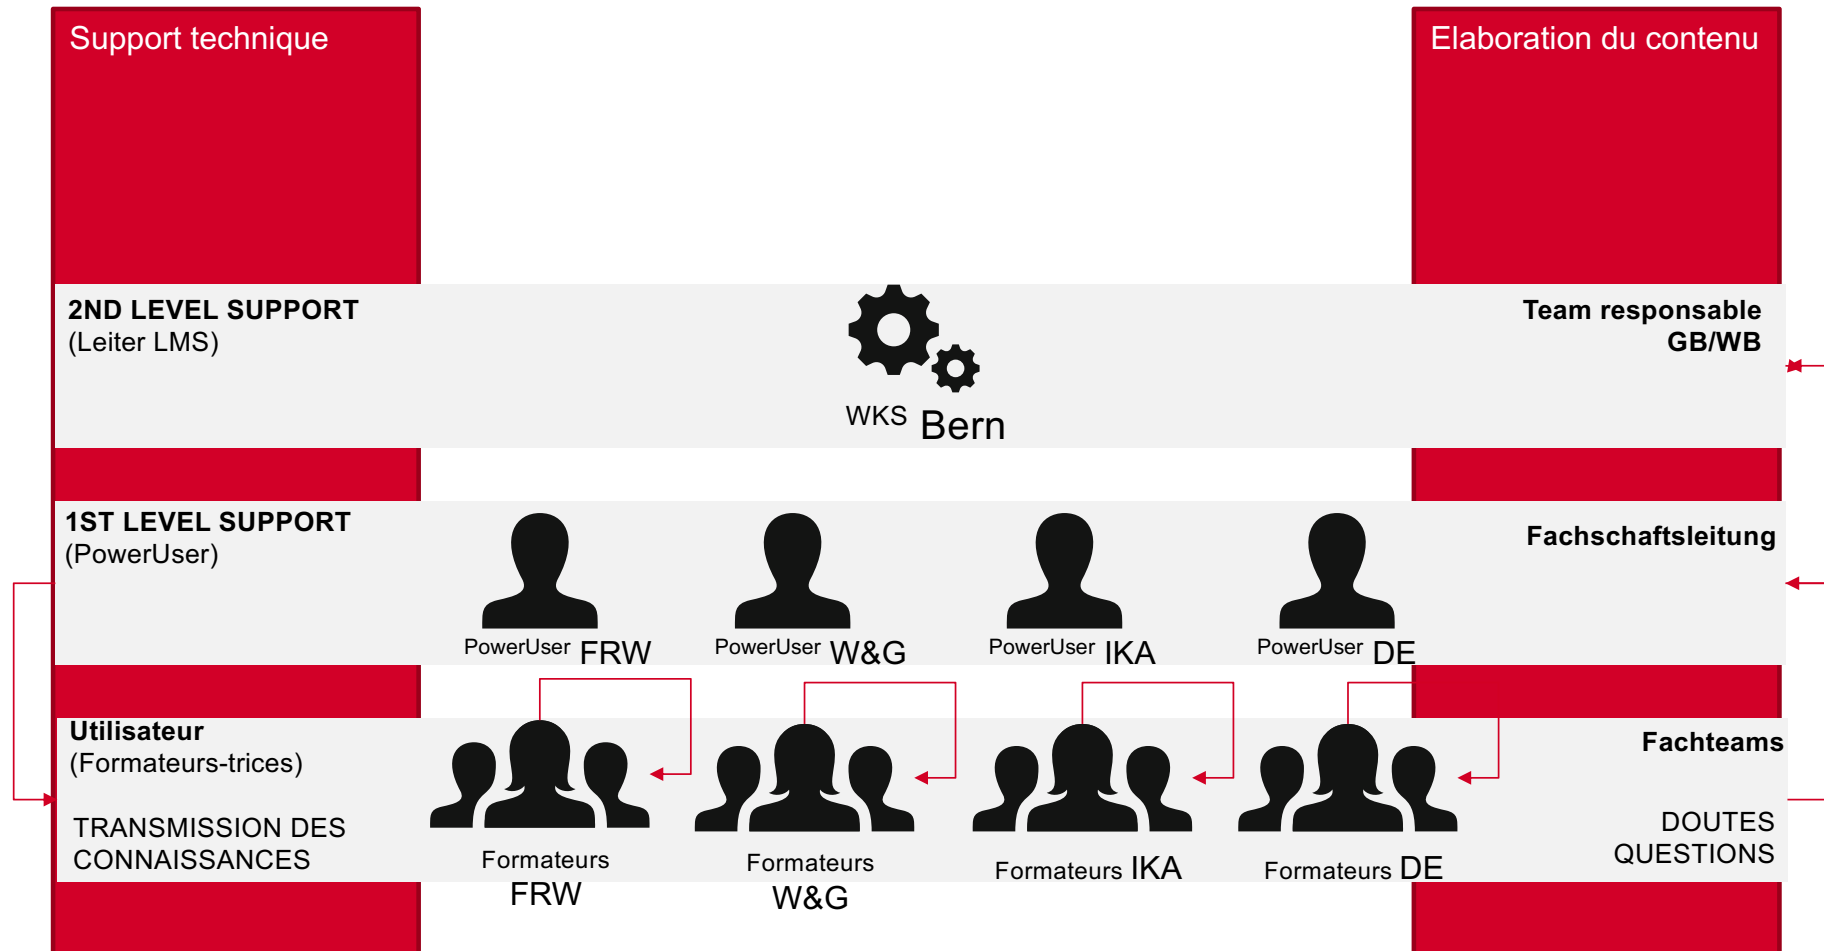 Support technique
Elaboration du contenu
2ND LEVEL SUPPORT
(Leiter LMS)
WKS Bern
Team responsable
GB/WB
1ST LEVEL SUPPORT
(PowerUser)
PowerUser FRW
PowerUser W&G
PowerUser IKA
PowerUser DE
Fachschaftsleitung
Utilisateur
(Formateurs-trices)
TRANSMISSION DES
CONNAISSANCES
Formateurs
FRW
Formateurs
W&G
Formateurs IKA
Formateurs DE
Fachteams
DOUTES
QUESTIONS